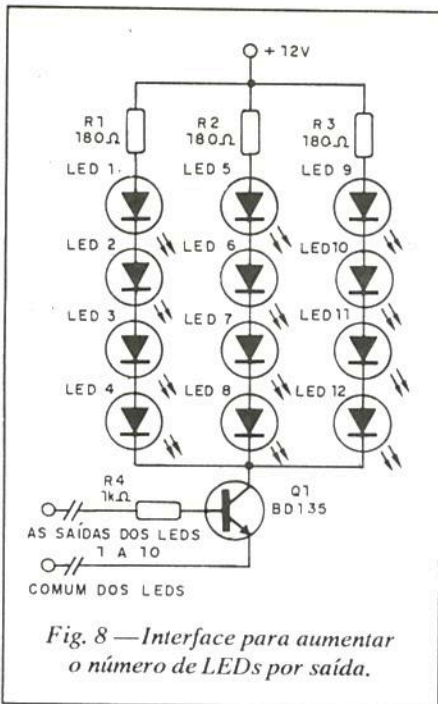 + 12V
R1
180Ω
R2
180Ω
R3
180Ω
LED 1
LED 5
LED 9
LED 2
LED 6
LED10
LED 3
LED 7
LED11
LED 4
LED 8
LED 12
R4
1kΩ
Q1
BD135
AS SAÍDAS DOS LEDS
1 A 10
COMUM DOS LEDS
Fig. 8 — Interface para aumentar
o número de LEDs por saída.